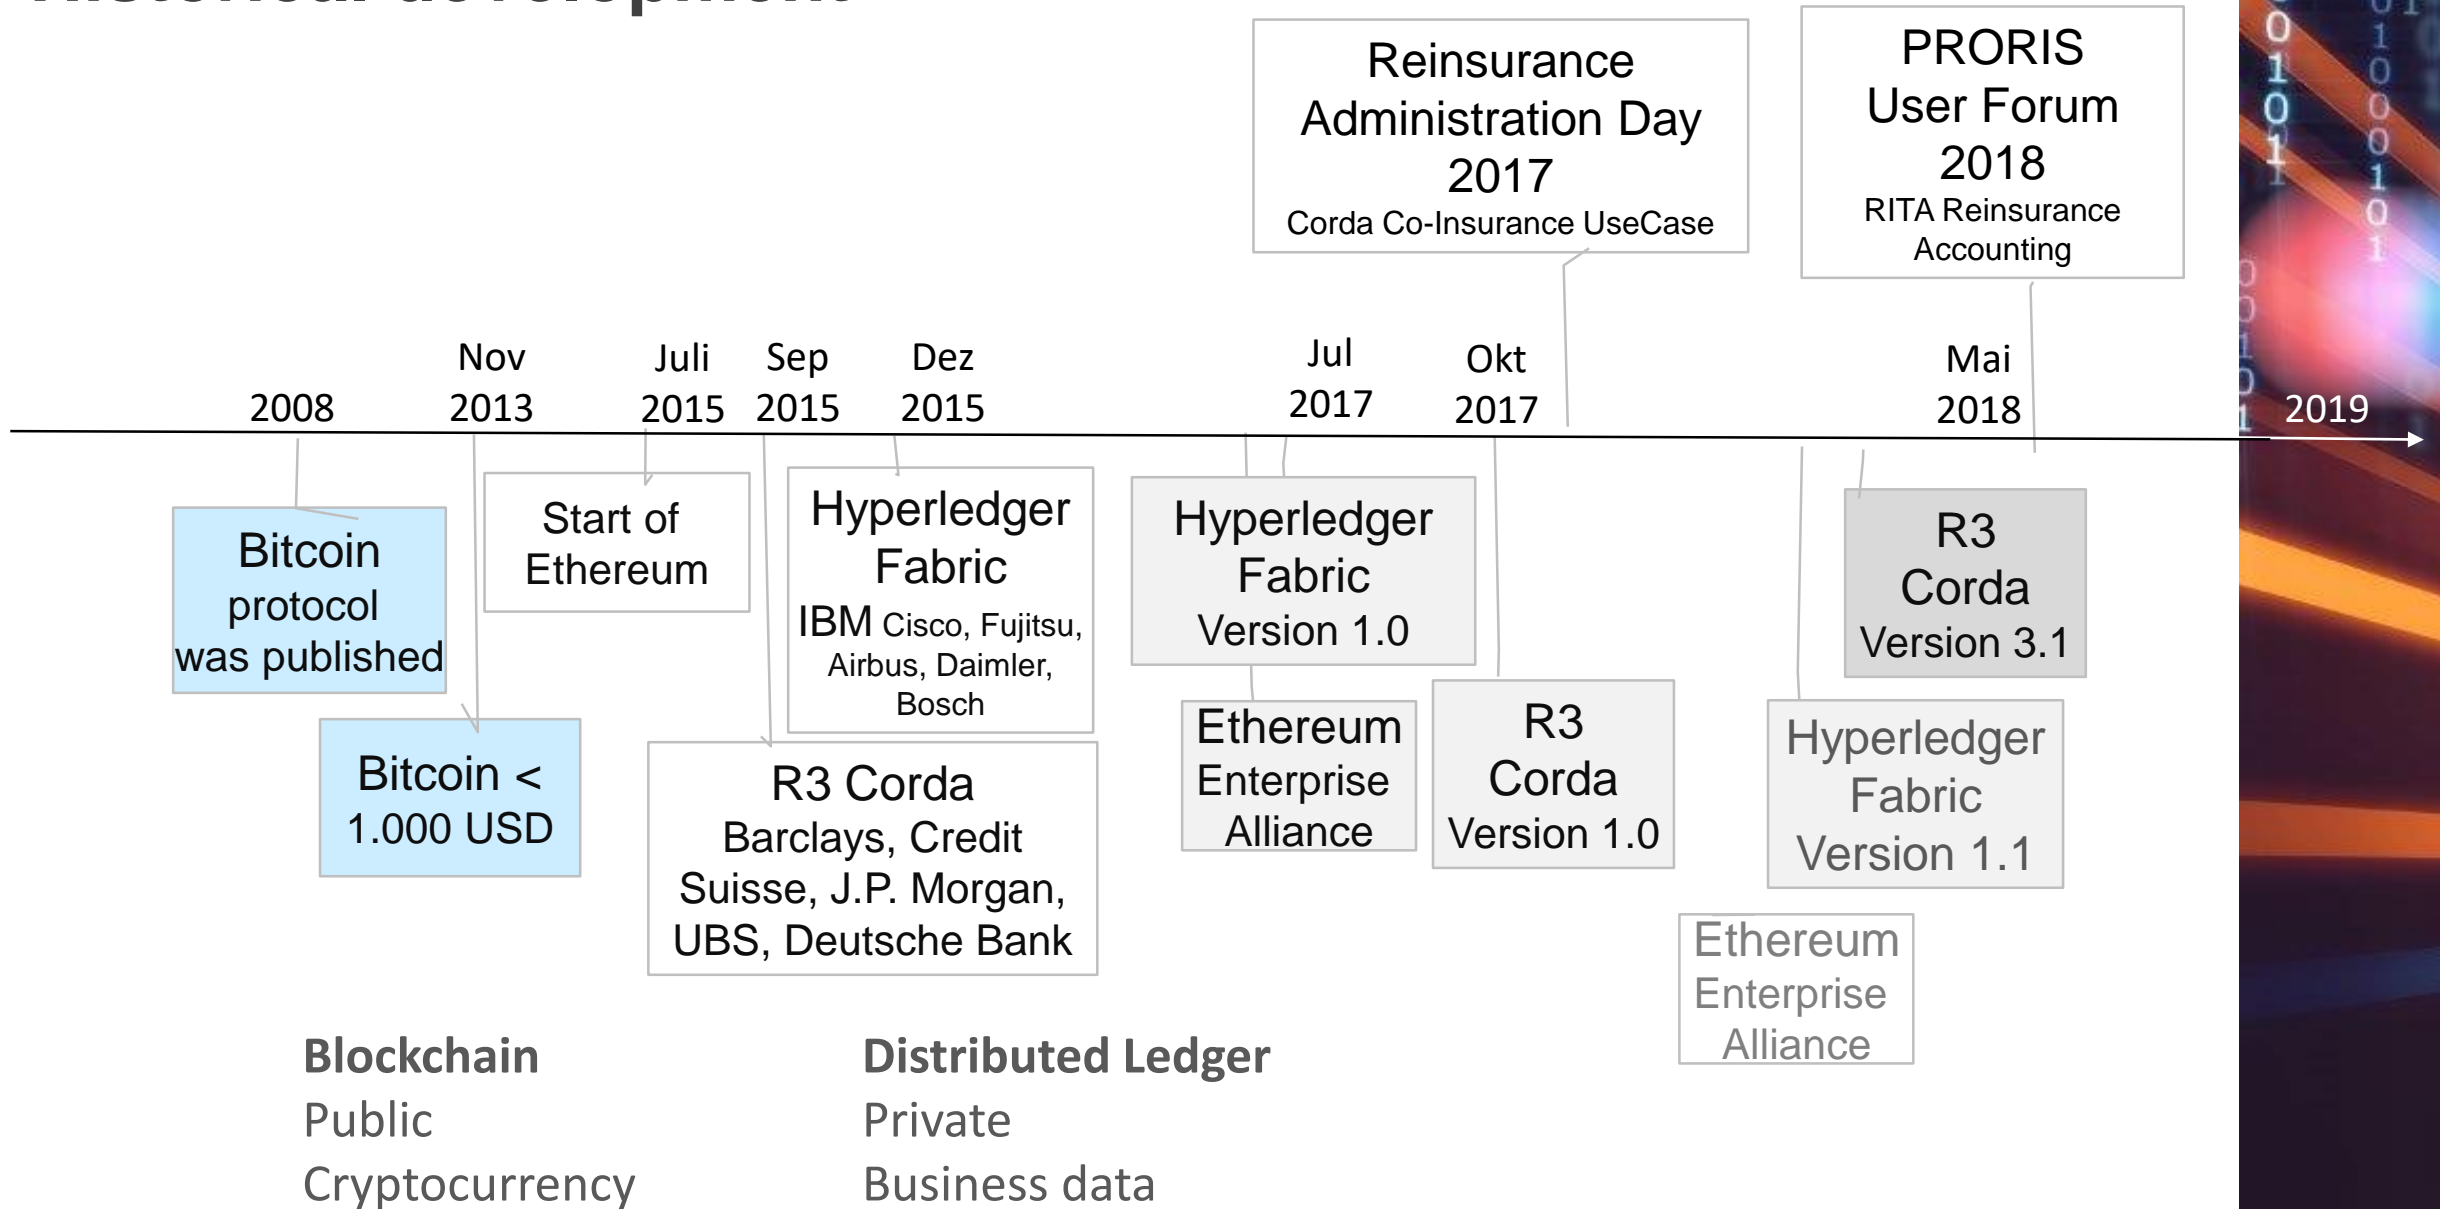 Historical development
Reinsurance
Administration Day
2017
Corda Co-Insurance UseCase
PRORIS
User Forum
2018
RITA Reinsurance
Accounting
2008
Nov
2013
Juli
2015
Sep
2015
Dez
2015
Jul
2017
Okt
2017
Mai
2018
2019
Bitcoin
protocol
was published
Bitcoin <
1.000 USD
Start of
Ethereum
Hyperledger
Fabric
IBM Cisco, Fujitsu,
Airbus, Daimler,
Bosch
R3 Corda
Barclays, Credit
Suisse, J.P. Morgan,
UBS, Deutsche Bank
Hyperledger
Fabric
Version 1.0
Ethereum
Enterprise
Alliance
R3
Corda
Version 1.0
R3
Corda
Version 3.1
Hyperledger
Fabric
Version 1.1
Ethereum
Enterprise
Alliance
Blockchain
Public
Cryptocurrency
Distributed Ledger
Private
Business data